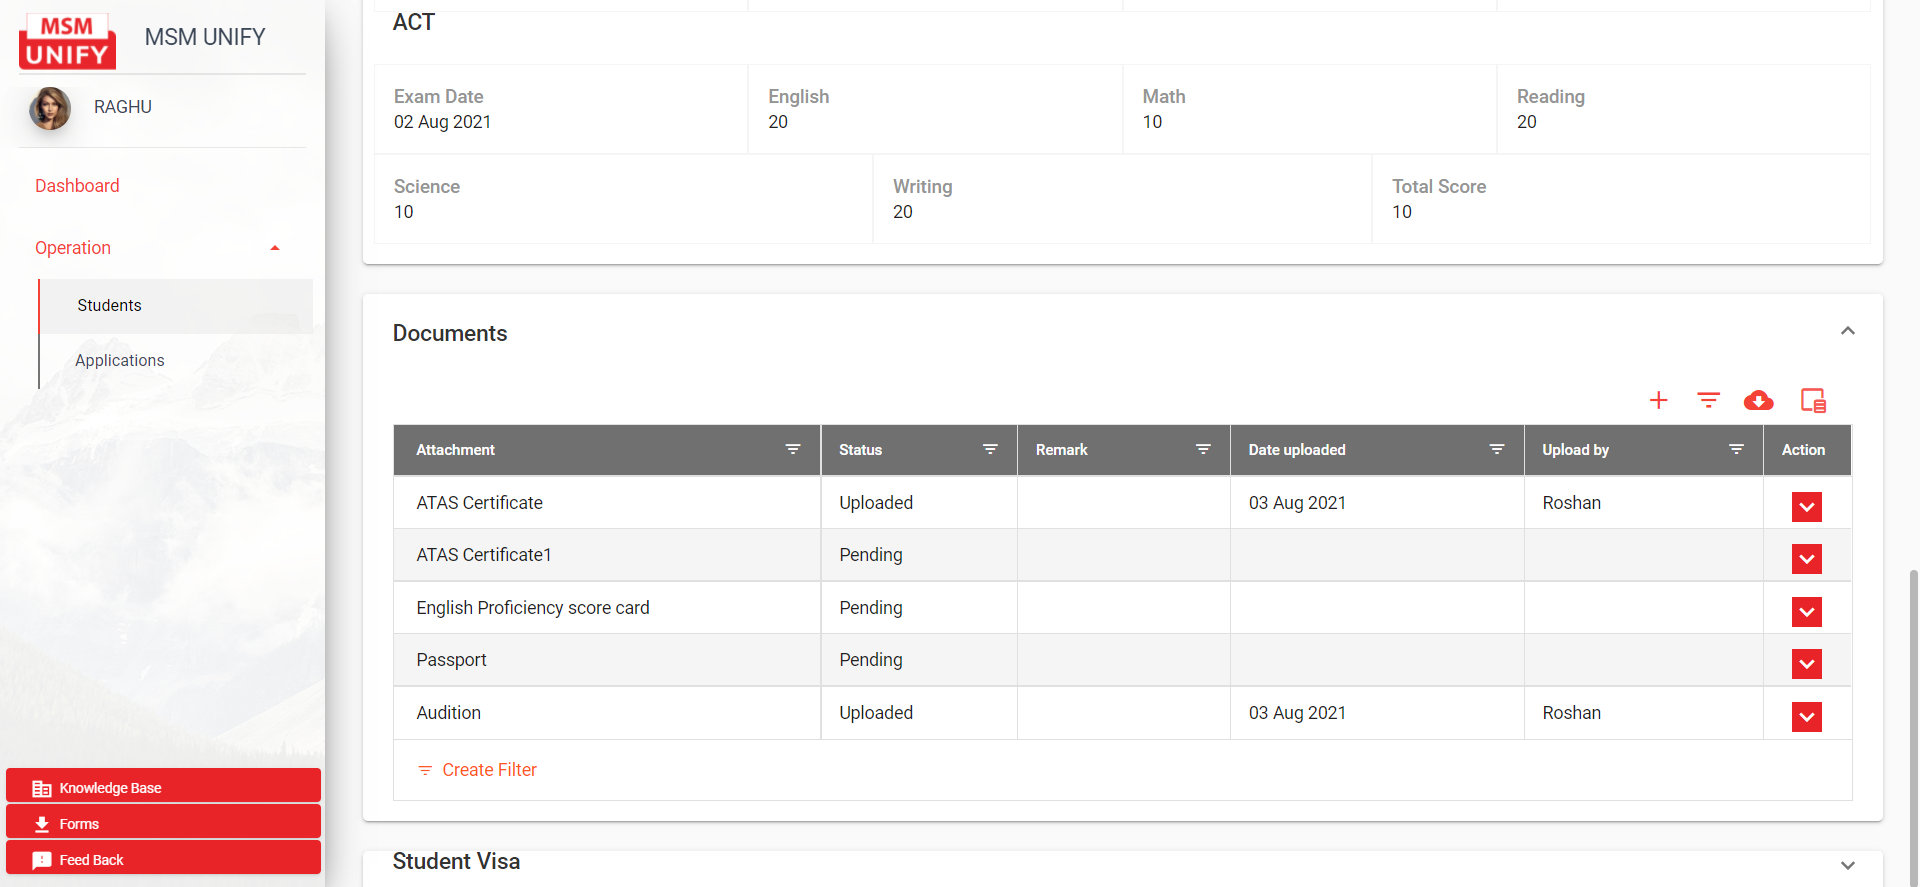 MSM
UNIFY
MSM UNIFY
RAGHU
Dashboard
Operation
Students
Applications
Knowledge Base
Forms
Feed Back
ACT
Exam Date English Math Reading
02 Aug 2021 20 10 20
Science Writing Total Score
10 20 10
Documents
Attachment Status Remark Date uploaded Upload by Action
ATAS Certificate Uploaded 03 Aug 2021 Roshan
ATAS Certificate1 Pending
English Proficiency score card Pending
Passport Pending
Audition Uploaded 03 Aug 2021 Roshan
Create Filter
Student Visa